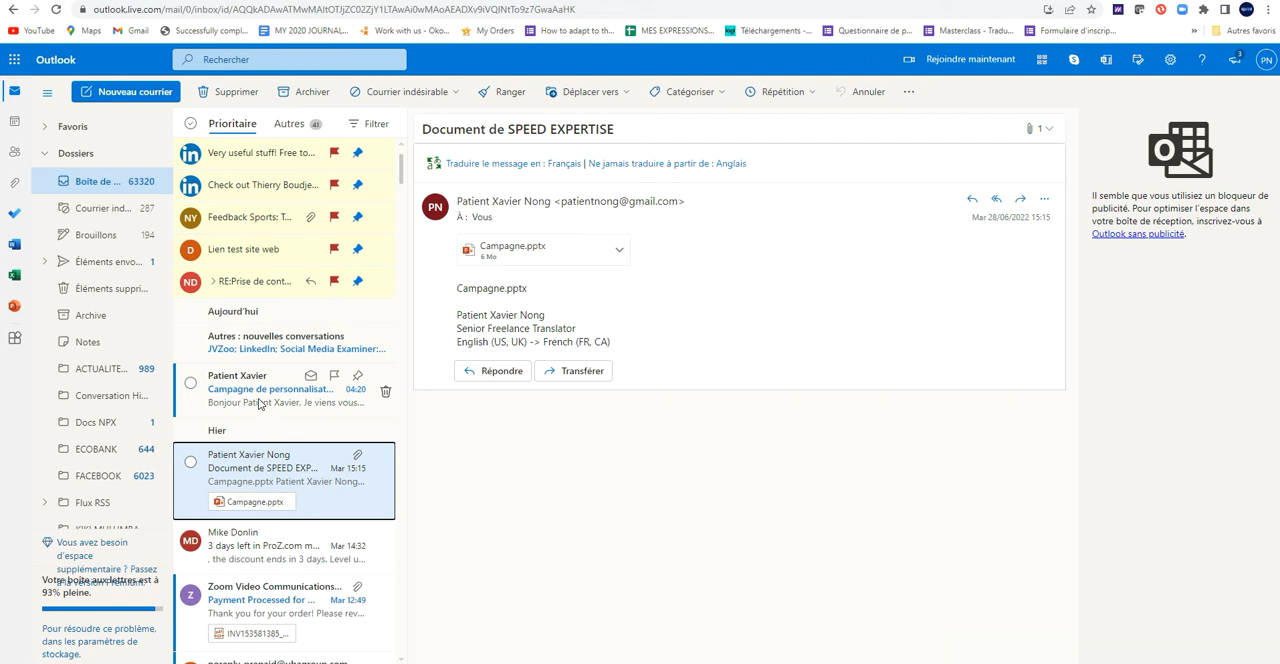 outlook.live.com/mail/0/inbox/id/AQQkADAwATMwMAItOTJjZC02ZjY1LTAwAi0wMAoAEADXv9iVQINtTo9z7GwaAaHK
YouTube
Maps
Gmail
Successfully compl...
MY 2020 JOURNAL...
Work with us - Oko...
My Orders
How to adapt to th...
MES EXPRESSIONS...
Téléchargements -...
Questionnaire de p...
Masterclass - Tradu...
Formulaire d'inscrip...
»
Autres favoris
Outlook
Rechercher
Rejoindre maintenant
3
PN
Nouveau courrier
Supprimer
Archiver
Courrier indésirable
Ranger
Déplacer vers
Catégoriser
Répétition
Annuler
...
Favoris
Dossiers
Boîte de ... 63320
Courrier ind... 287
Brouillons 194
Éléments envo... 1
Éléments suppri...
Archive
Notes
ACTUALITE... 989
Conversation Hi...
Docs NPX 1
ECOBANK 644
FACEBOOK 6023
Flux RSS
KIKI MULUMBA
Vous avez besoin
d'espace
supplémentaire ? Passez
à la version Premium.
Votre boîte aux lettres est à
93% pleine.
Pour résoudre ce problème,
dans les paramètres de
stockage.
Prioritaire
Autres 41
Filtrer
Very useful stuff! Free to...
Check out Thierry Boudje...
NY
Feedback Sports: T...
D
Lien test site web
ND
> RE:Prise de cont...
Aujourd'hui
Autres : nouvelles conversations
JVZoo; LinkedIn; Social Media Examiner:...
Patient Xavier
Campagne de personnalisat... 04:20
Bonjour Patient Xavier, Je viens vous...
Hier
Patient Xavier Nong
Document de SPEED EXP... Mar 15:15
Campagne.pptx Patient Xavier Nong...
Campagne.pptx
MD
Mike Donlin
3 days left in ProZ.com m... Mar 14:32
, the discount ends in 3 days. Level u...
Z
Zoom Video Communications...
Payment Processed for ... Mar 12:49
Thank you for your order! Please rev...
INV153581385_...
noreply-prepaid@ubagroup.com
Document de SPEED EXPERTISE
1
Traduire le message en : Français | Ne jamais traduire à partir de : Anglais
PN
Patient Xavier Nong <patientnong@gmail.com>
À : Vous
Mar 28/06/2022 15:15
Campagne.pptx
6 Mo
Campagne.pptx
Patient Xavier Nong
Senior Freelance Translator
English (US, UK) -> French (FR, CA)
Répondre
Transférer
Il semble que vous utilisiez un bloqueur de
publicité. Pour optimiser l'espace dans
votre boîte de réception, inscrivez-vous à
Outlook sans publicité.